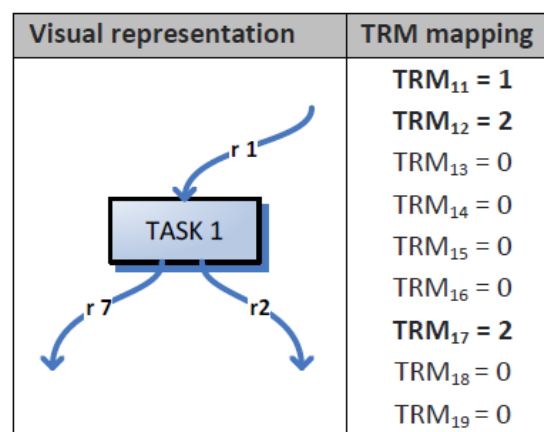 Visual representation
TRM mapping
r 1
TASK 1
r 7
r2
TRM₁₁ = 1
TRM₁₂ = 2
TRM₁₃ = 0
TRM₁₄ = 0
TRM₁₅ = 0
TRM₁₆ = 0
TRM₁₇ = 2
TRM₁₈ = 0
TRM₁₉ = 0